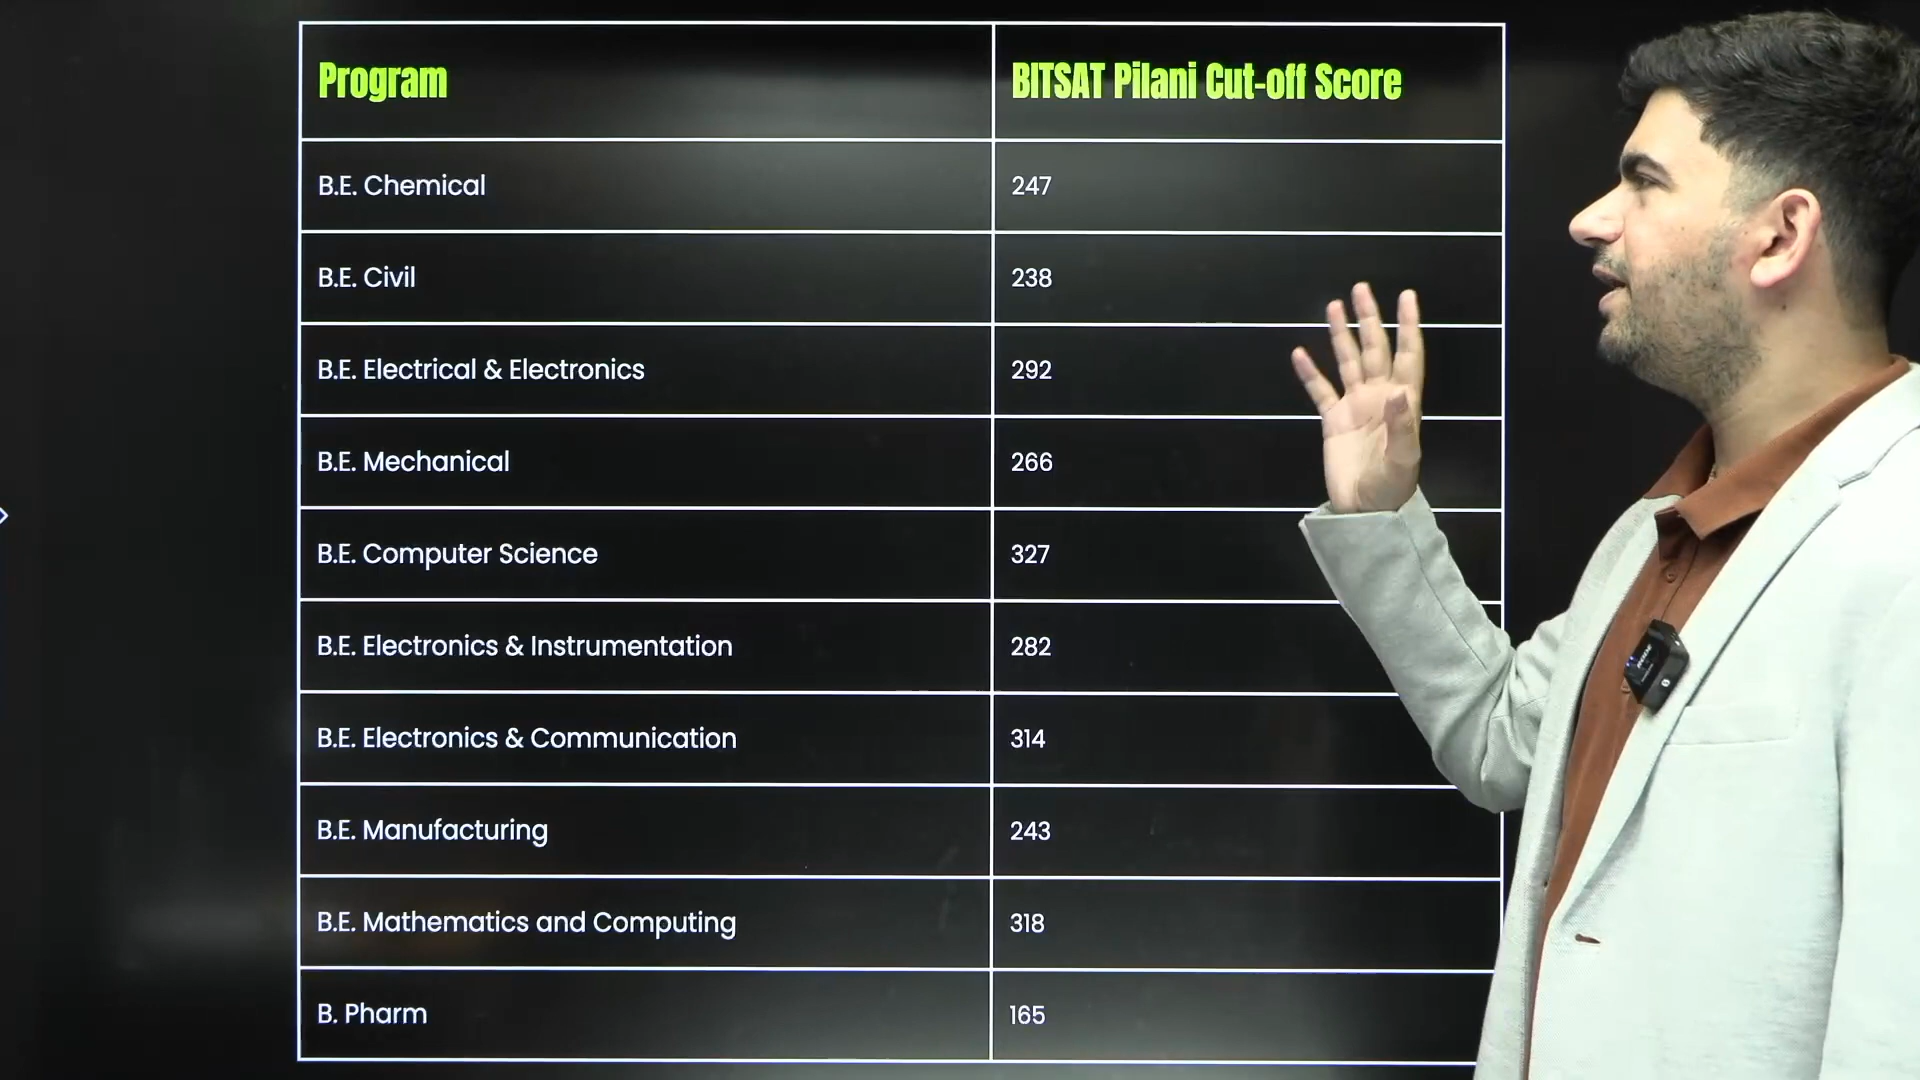 Program
BITSAT Pilani Cut-off Score
B.E. Chemical
247
B.E. Civil
238
B.E. Electrical & Electronics
292
B.E. Mechanical
266
B.E. Computer Science
327
B.E. Electronics & Instrumentation
282
B.E. Electronics & Communication
314
B.E. Manufacturing
243
B.E. Mathematics and Computing
318
B. Pharm
165